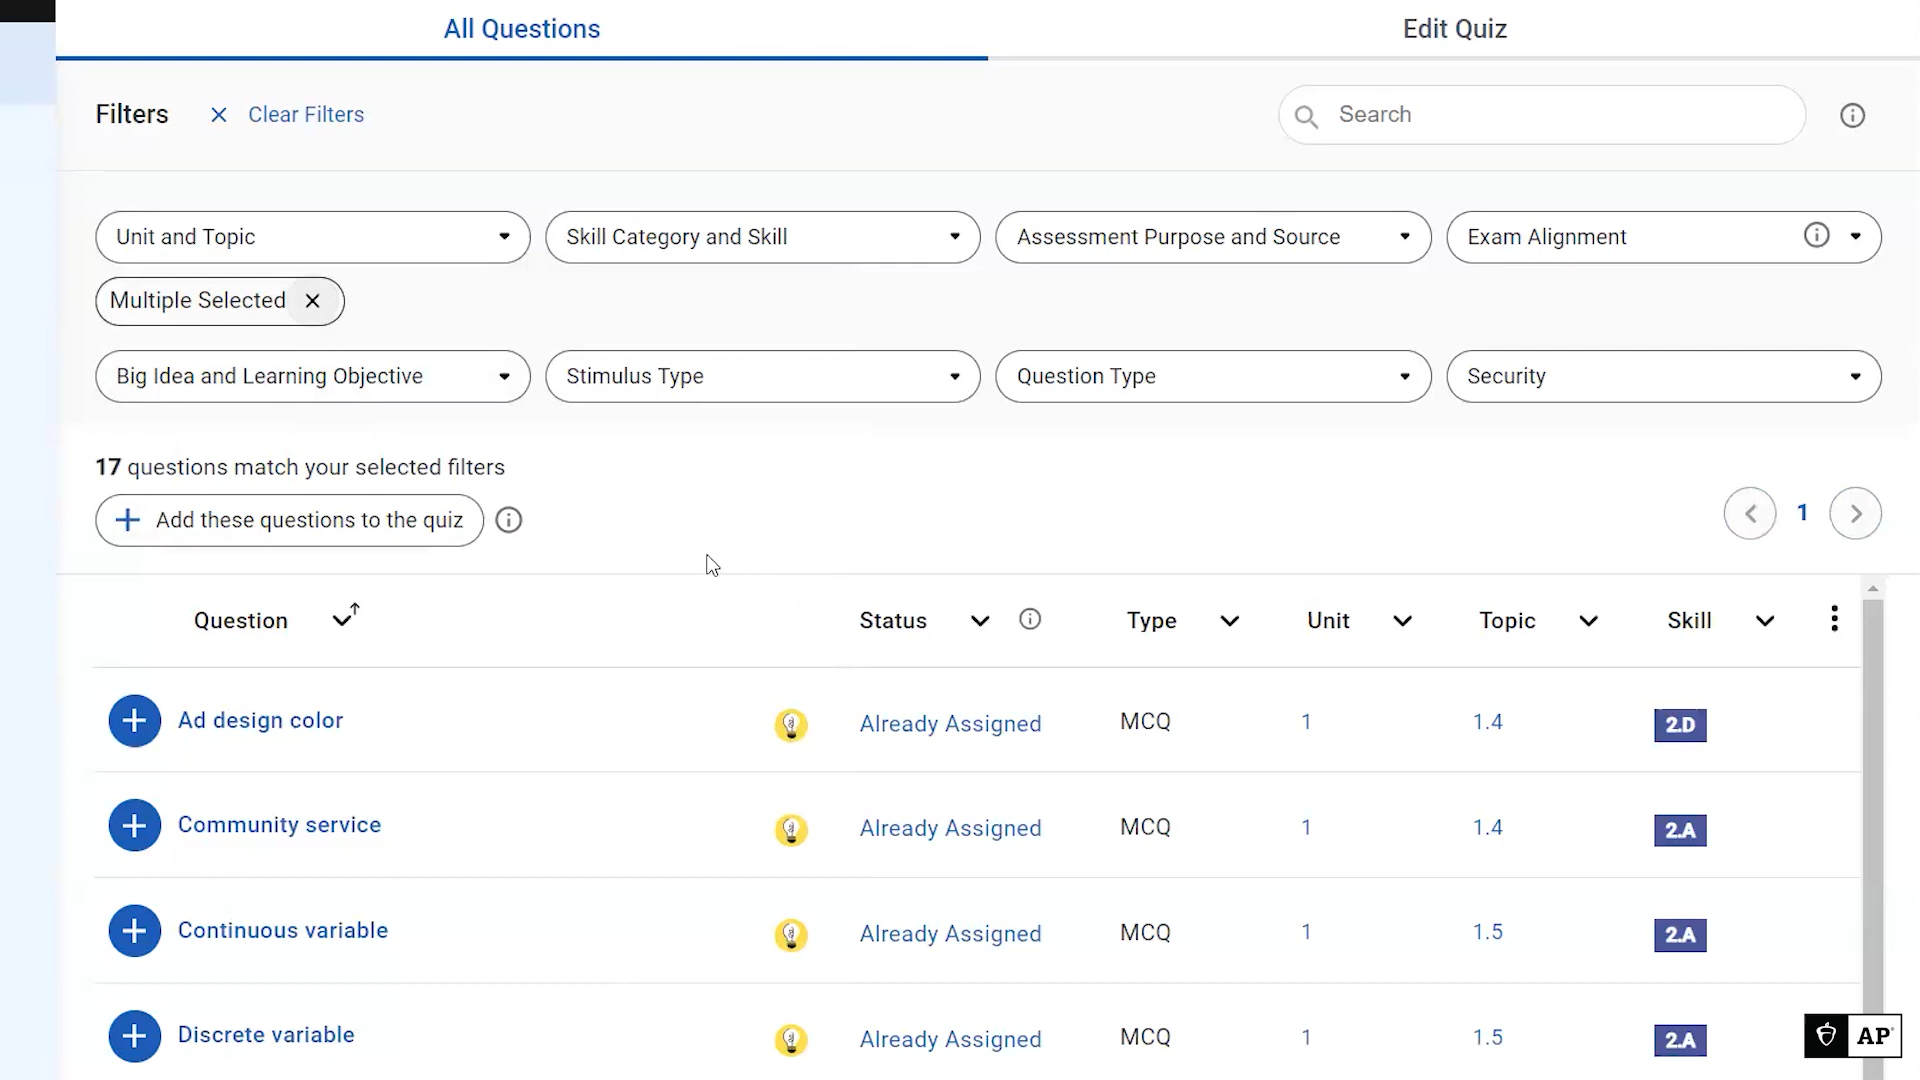 All Questions
Edit Quiz
Filters
Clear Filters
Search
Unit and Topic
Skill Category and Skill
Assessment Purpose and Source
Exam Alignment
Multiple Selected
Big Idea and Learning Objective
Stimulus Type
Question Type
Security
17 questions match your selected filters
Add these questions to the quiz
1
Question
Status
Type
Unit
Topic
Skill
Ad design color
Already Assigned
MCQ
1
1.4
2.D
Community service
Already Assigned
MCQ
1
1.4
2.A
Continuous variable
Already Assigned
MCQ
1
1.5
2.A
Discrete variable
Already Assigned
MCQ
1
1.5
2.A
AP